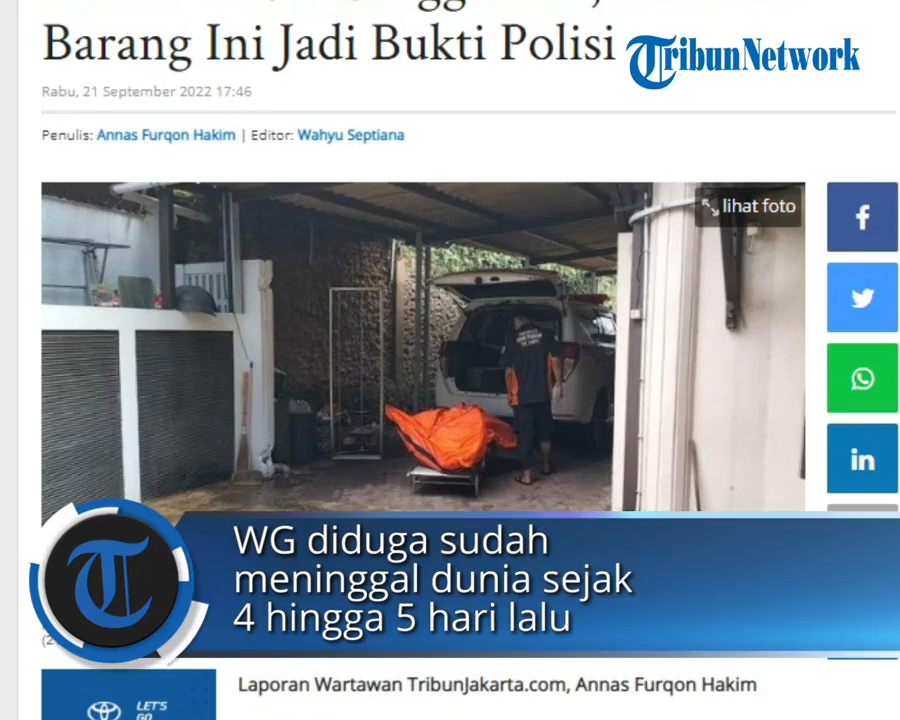 Barang Ini Jadi Bukti Polisi
TribunNetwork
Rabu, 21 September 2022 17:46
Penulis: Annas Furqon Hakim | Editor: Wahyu Septiana
lihat foto
WG diduga sudah
meninggal dunia sejak
4 hingga 5 hari lalu
Laporan Wartawan TribunJakarta.com, Annas Furqon Hakim
LET'S
GO